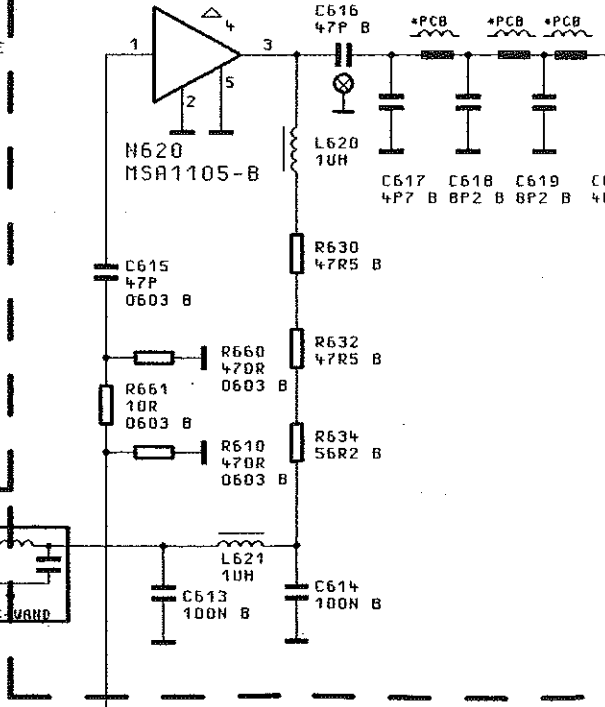 C616
47P B
*PCB
*PCB
*PCB
4
1
3
5
2
N620
MSA1105-B
L620
1UH
C617
4P7 B
C618
8P2 B
C619
8P2 B
R630
47R5 B
C615
47P
0603 B
R632
47R5 B
R660
470R
0603 B
R661
10R
0603 B
R634
56R2 B
R610
470R
0603 B
L621
1UH
C613
100N B
C614
100N B